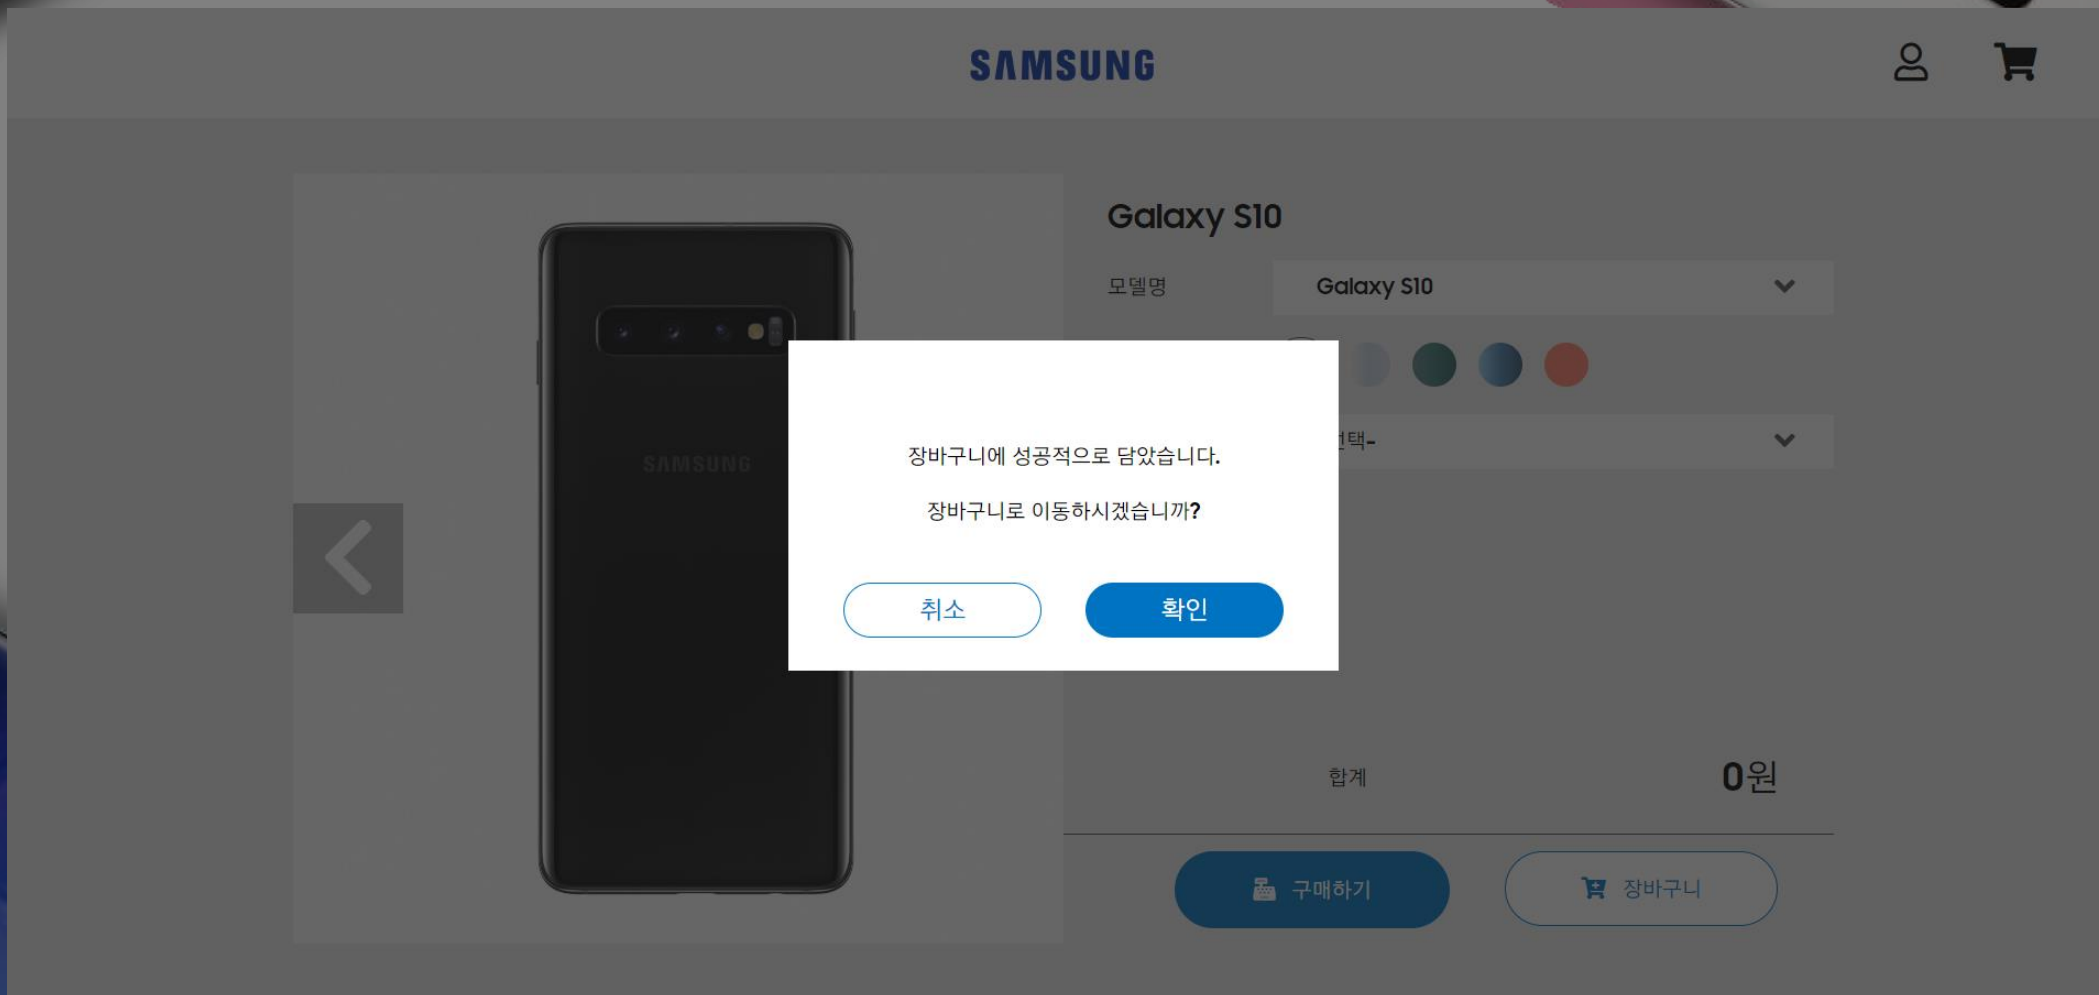 SAMSUNG
Galaxy S10
모델명
Galaxy S10
SAMSUNG
장바구니에 성공적으로 담았습니다.
장바구니로 이동하시겠습니까?
취소
확인
합계
0원
구매하기
장바구니